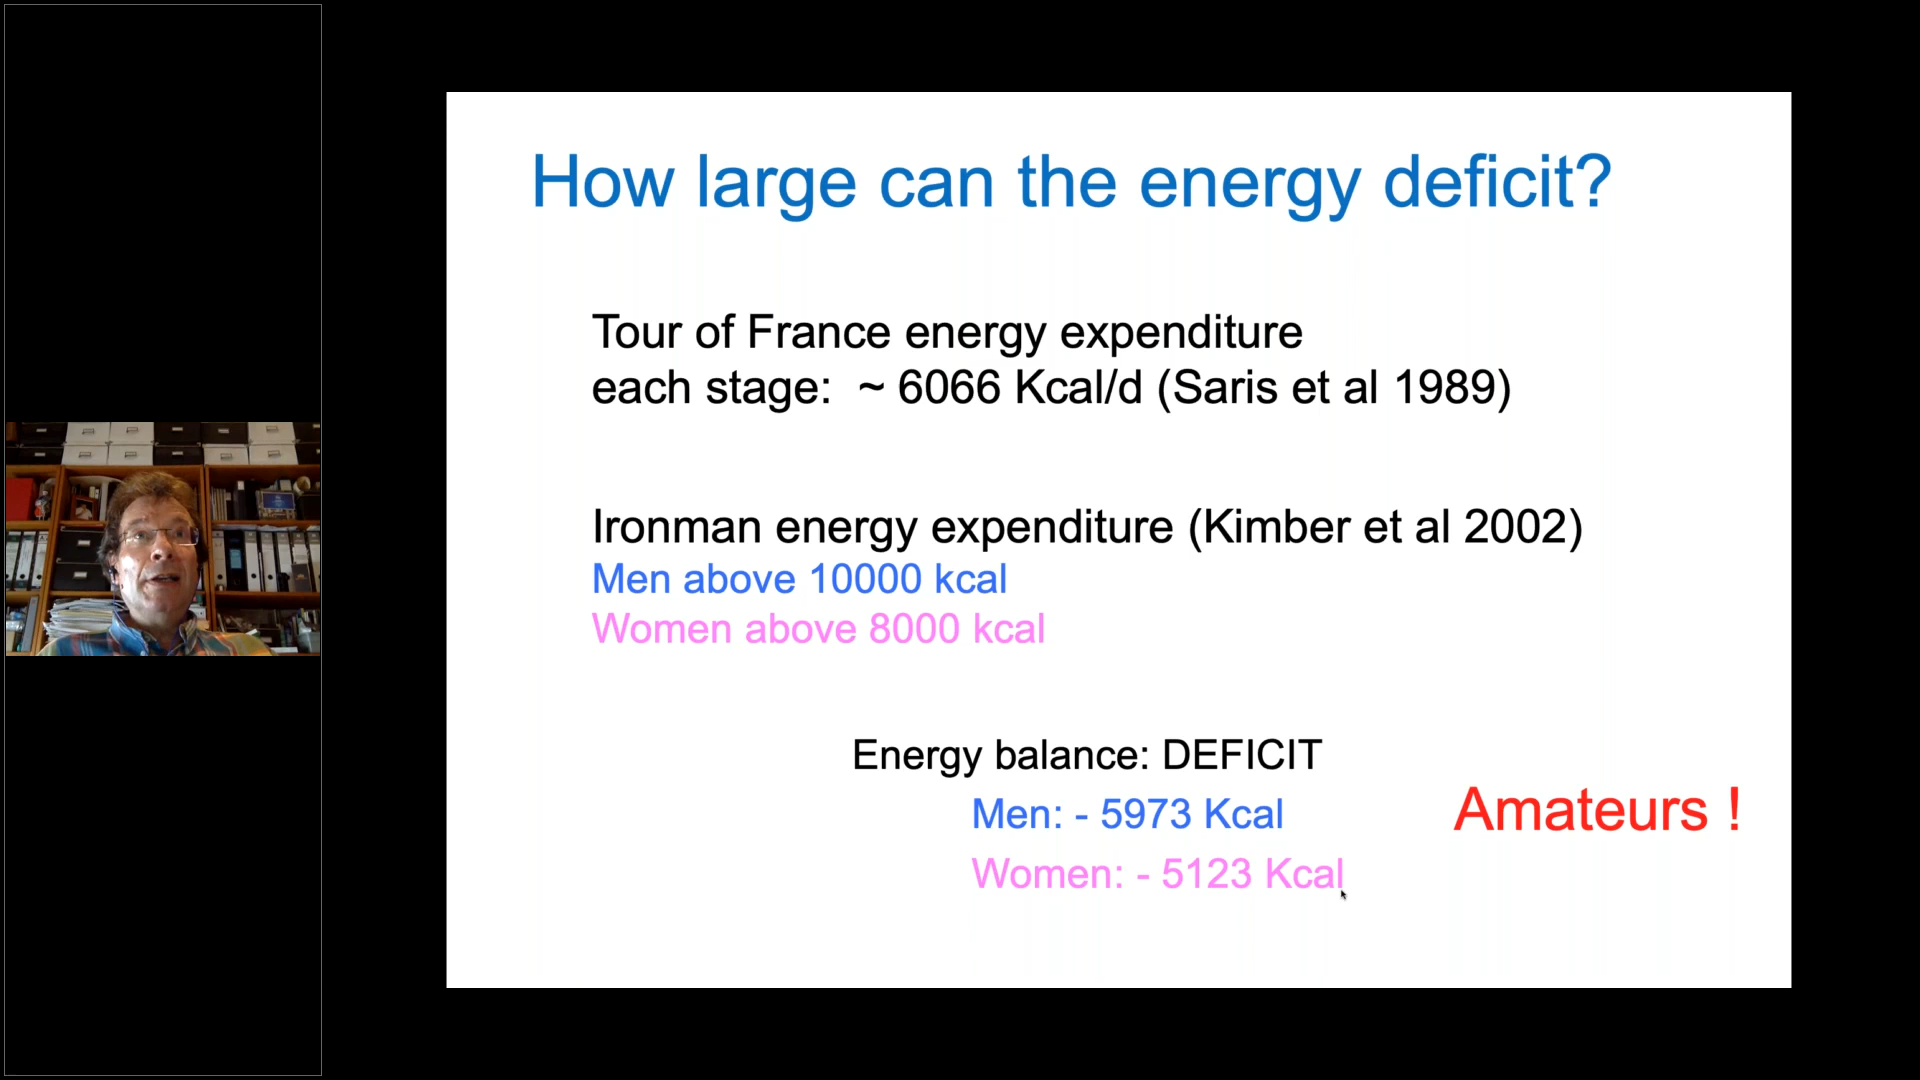 How large can the energy deficit?
Tour of France energy expenditure
each stage: ~ 6066 Kcal/d (Saris et al 1989)
Ironman energy expenditure (Kimber et al 2002)
Men above 10000 kcal
Women above 8000 kcal
Energy balance: DEFICIT
Men: - 5973 Kcal
Amateurs !
Women: - 5123 Kcal